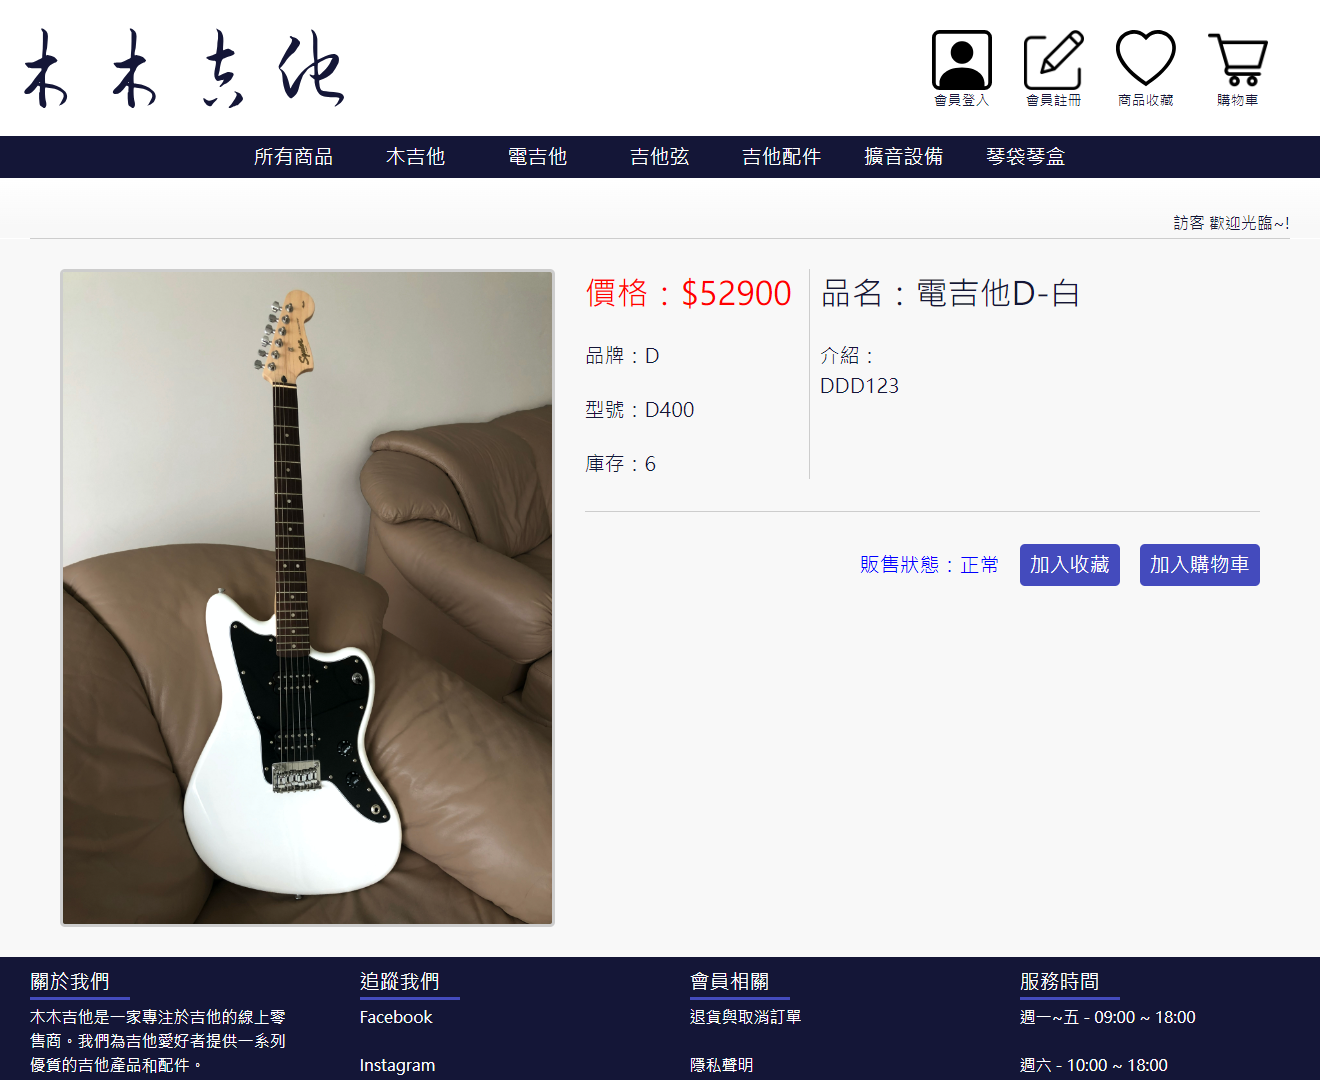 木木吉他
會員登入
會員註冊
商品收藏
購物車
所有商品
木吉他
電吉他
吉他弦
吉他配件
擴音設備
琴袋琴盒
訪客 歡迎光臨~!
價格：$52900
品牌：D
型號：D400
庫存：6
品名：電吉他D-白
介紹：
DDD123
販售狀態：正常
加入收藏
加入購物車
Squier
關於我們
木木吉他是一家專注於吉他的線上零
售商。我們為吉他愛好者提供一系列
優質的吉他產品和配件。
追蹤我們
Facebook
Instagram
會員相關
退貨與取消訂單
隱私聲明
服務時間
週一~五 - 09:00 ~ 18:00
週六 - 10:00 ~ 18:00